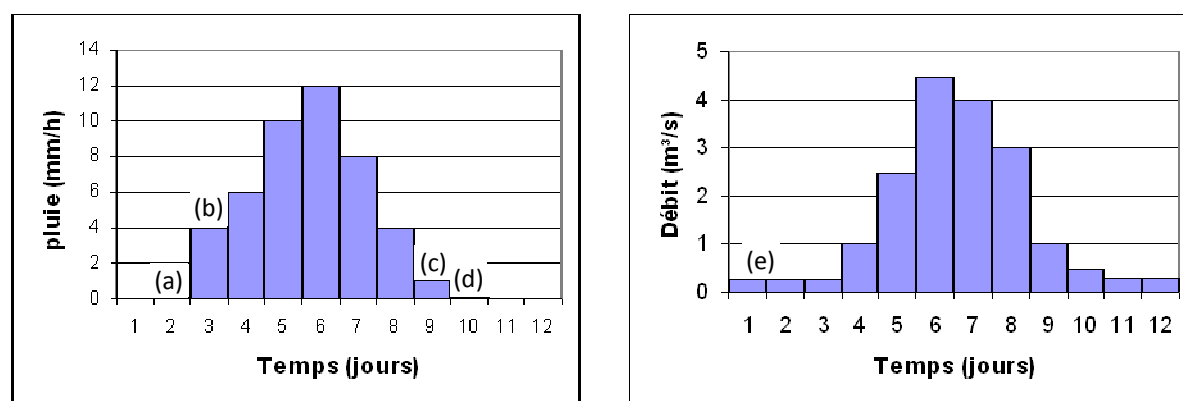 pluie (mm/h)
14
12
10
8
6
4
2
0
(a)
(b)
(c)
(d)
1 2 3 4 5 6 7 8 9 10 11 12
Temps (jours)
Débit (m³/s)
5
4
3
2
1
0
(e)
1 2 3 4 5 6 7 8 9 10 11 12
Temps (jours)